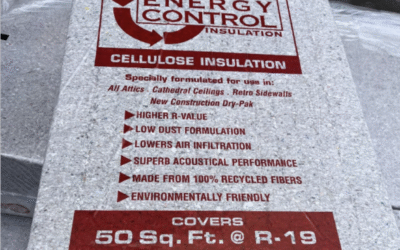 ENERGY
CONTROL
INSULATION
CELLULOSE INSULATION
Specially formulated for use in:
All Attics . Cathedral Ceilings . Retro Sidewalls
New Construction Dry-Pak
HIGHER R-VALUE
LOW DUST FORMULATION
LOWERS AIR INFILTRATION
SUPERB ACOUSTICAL PERFORMANCE
MADE FROM 100% RECYCLED FIBERS
ENVIRONMENTALLY FRIENDLY
COVERS
50 Sq. Ft. @ R-19